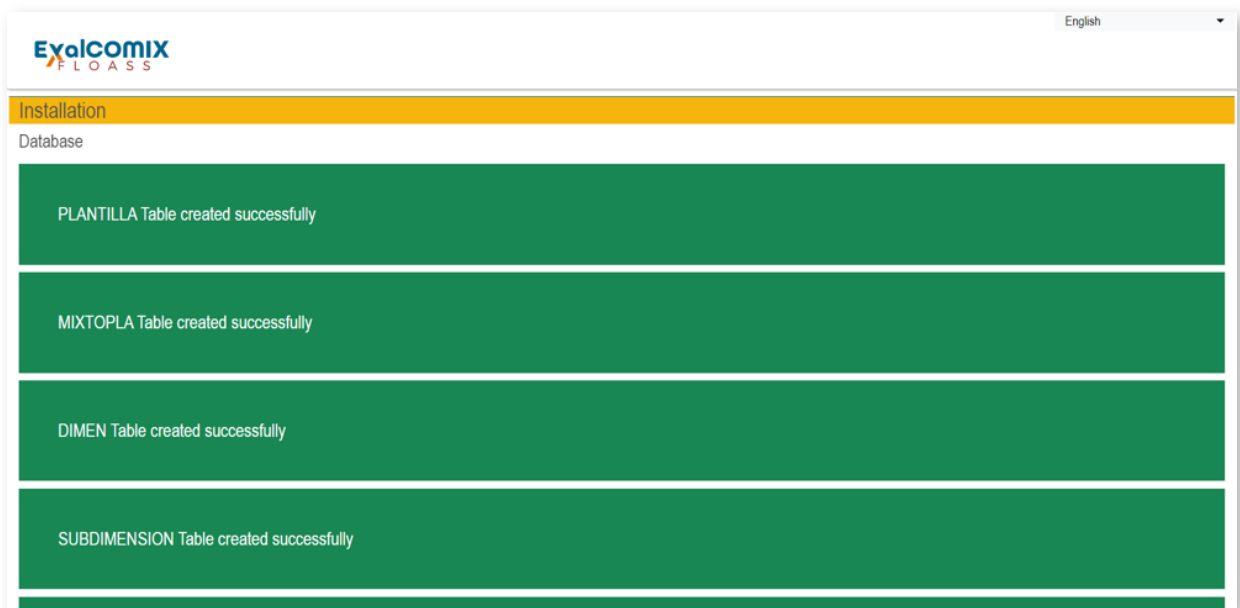 English
EvalCOMIX
FLOASS
Installation
Database
PLANTILLA Table created successfully
MIXTOPLA Table created successfully
DIMEN Table created successfully
SUBDIMENSION Table created successfully